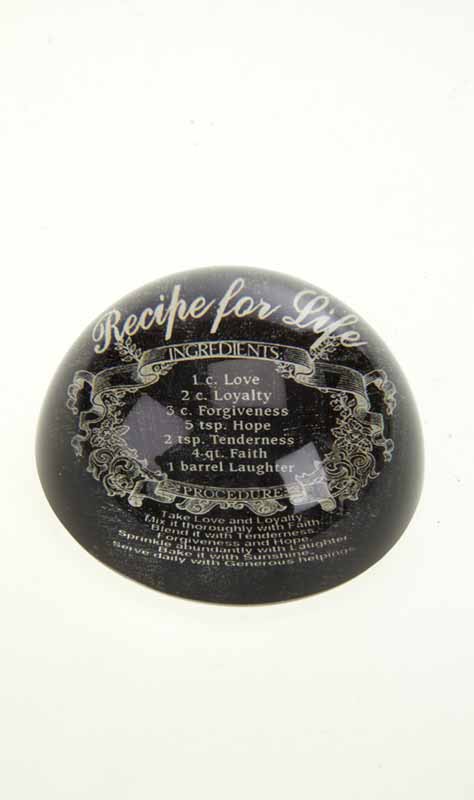 Recipe for Life
INGREDIENTS
1 c. Love
2 c. Loyalty
3 c. Forgiveness
5 tsp. Hope
2 tsp. Tenderness
4 qt. Faith
1 barrel Laughter
PROCEDURE
Take Love and Loyalty
Mix it thoroughly with Faith
Blend it with Tenderness,
Forgiveness and Hope,
Sprinkle abundantly with Laughter
Bake it with Sunshine,
Serve daily with Generous helpings